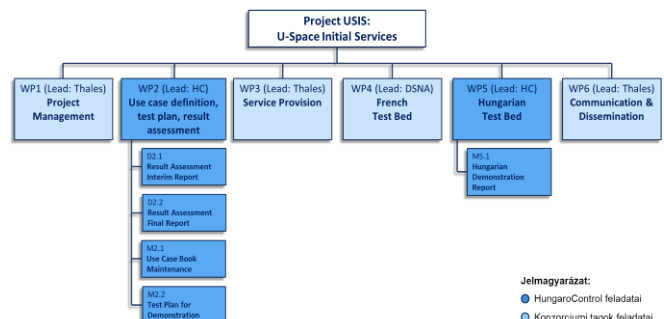 Project USIS:
U-Space Initial Services
WP1 (Lead: Thales)
Project
Management
WP2 (Lead: HC)
Use case definition,
test plan, result
assessment
WP3 (Lead: Thales)
Service Provision
WP4 (Lead: DSNA)
French
Test Bed
WP5 (Lead: HC)
Hungarian
Test Bed
WP6 (Lead: Thales)
Communication &
Dissemination
D2.1
Result Assessment
Interim Report
D2.2
Result Assessment
Final Report
M2.1
Use Case Book
Maintenance
M2.2
Test Plan for
Demonstration
M5.1
Hungarian
Demonstration
Report
Jelmagyarázat:
HungaroControl feladatai
Konzorciumi tagok feladatai